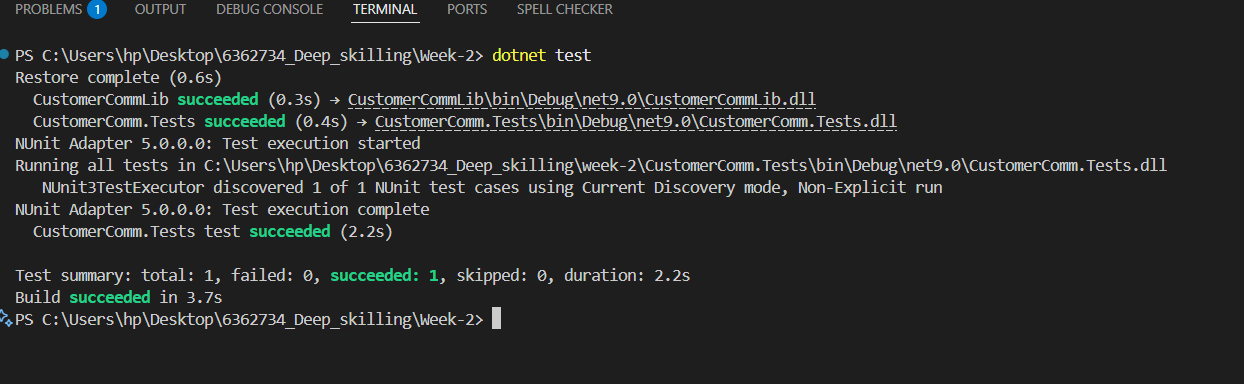 PROBLEMS 1 OUTPUT DEBUG CONSOLE TERMINAL PORTS SPELL CHECKER
PS C:\Users\hp\Desktop\6362734_Deep_skilling\Week-2> dotnet test
Restore complete (0.6s)
CustomerCommLib succeeded (0.3s) → CustomerCommLib\bin\Debug\net9.0\CustomerCommLib.dll
CustomerComm.Tests succeeded (0.4s) → CustomerComm.Tests\bin\Debug\net9.0\CustomerComm.Tests.dll
NUnit Adapter 5.0.0.0: Test execution started
Running all tests in C:\Users\hp\Desktop\6362734_Deep_skilling\week-2\CustomerComm.Tests\bin\Debug\net9.0\CustomerComm.Tests.dll
NUnit3TestExecutor discovered 1 of 1 NUnit test cases using Current Discovery mode, Non-Explicit run
NUnit Adapter 5.0.0.0: Test execution complete
CustomerComm.Tests test succeeded (2.2s)
Test summary: total: 1, failed: 0, succeeded: 1, skipped: 0, duration: 2.2s
Build succeeded in 3.7s
PS C:\Users\hp\Desktop\6362734_Deep_skilling\Week-2>